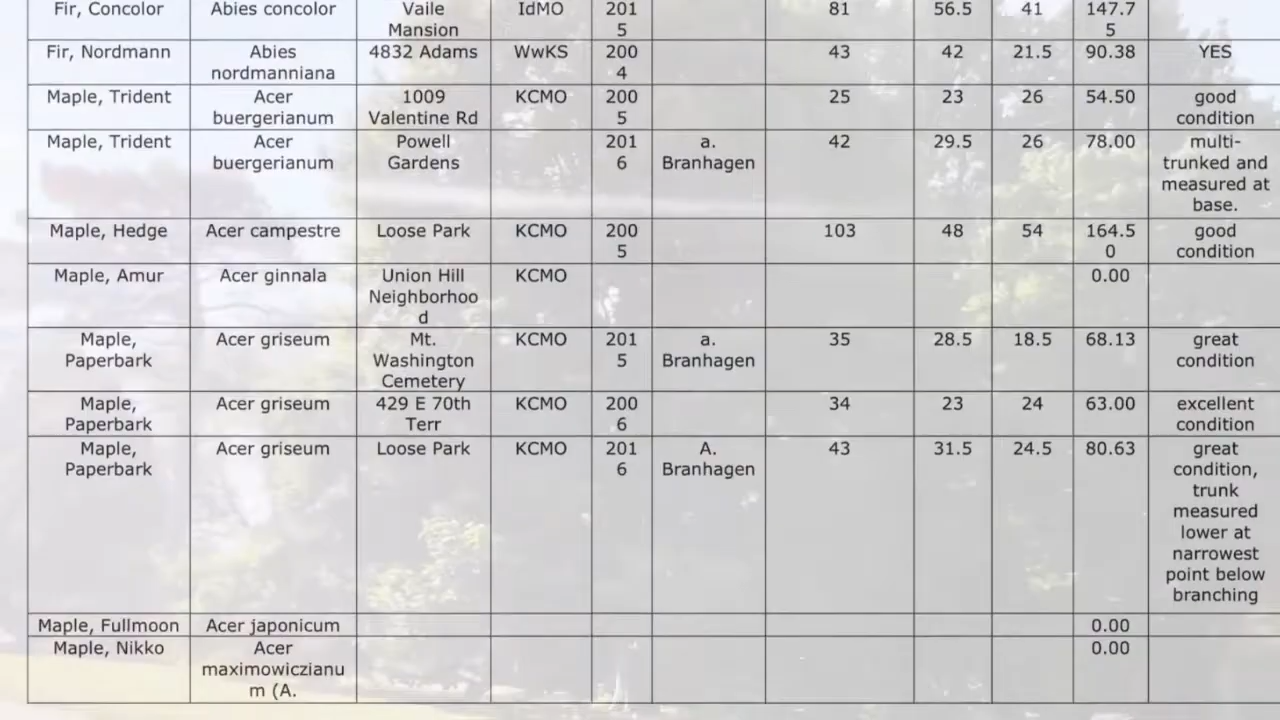 Fir, Concolor Abies concolor Vaile IdMO 201 81 56.5 41 147.7
Mansion 5 5
Fir, Nordmann Abies 4832 Adams WwKS 200 43 42 21.5 90.38 YES
nordmanniana 4
Maple, Trident Acer 1009 KCMO 200 25 23 26 54.50 good
buergerianum Valentine Rd 5 condition
Maple, Trident Acer Powell 201 a. 42 29.5 26 78.00 multi-
buergerianum Gardens 6 Branhagen trunked and
measured at
base.
Maple, Hedge Acer campestre Loose Park KCMO 200 103 48 54 164.5 good
5 0 condition
Maple, Amur Acer ginnala Union Hill KCMO 0.00
Neighborhoo
d
Maple, Acer griseum Mt. KCMO 201 a. 35 28.5 18.5 68.13 great
Paperbark Washington 5 Branhagen condition
Cemetery
Maple, Acer griseum 429 E 70th KCMO 200 34 23 24 63.00 excellent
Paperbark Terr 6 condition
Maple, Acer griseum Loose Park KCMO 201 A. 43 31.5 24.5 80.63 great
Paperbark 6 Branhagen condition,
trunk
measured
lower at
narrowest
point below
branching
Maple, Fullmoon Acer japonicum 0.00
Maple, Nikko Acer 0.00
maximowiczianu
m (A.